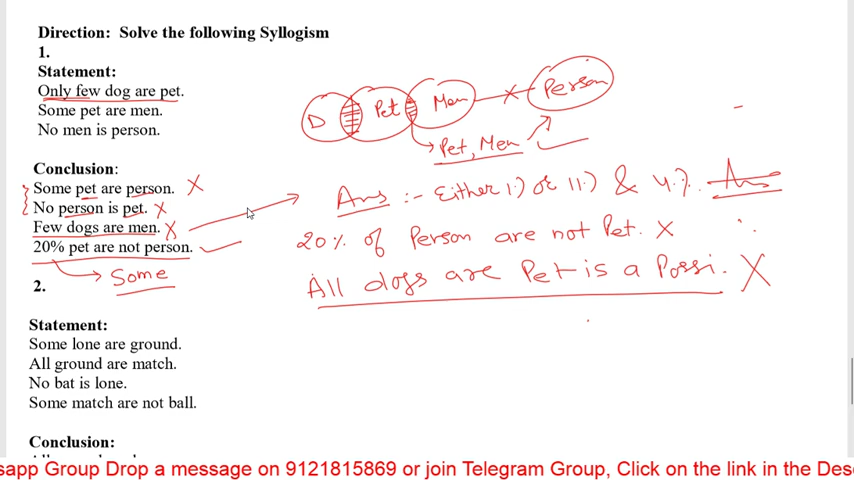 Direction: Solve the following Syllogism
1.
Statement:
Only few dog are pet.
Some pet are men.
No men is person.
D Pet Men Person
Pet, Men
Conclusion:
Some pet are person.
No person is pet.
Few dogs are men.
20% pet are not person.
Some
Ans :- Either 1.) or 11.) & 4.). Ans
20% of Person are not Pet. X
All dogs are Pet is a Possi. X
2.
Statement:
Some lone are ground.
All ground are match.
No bat is lone.
Some match are not ball.
Conclusion:
sapp Group Drop a message on 9121815869 or join Telegram Group, Click on the link in the Des